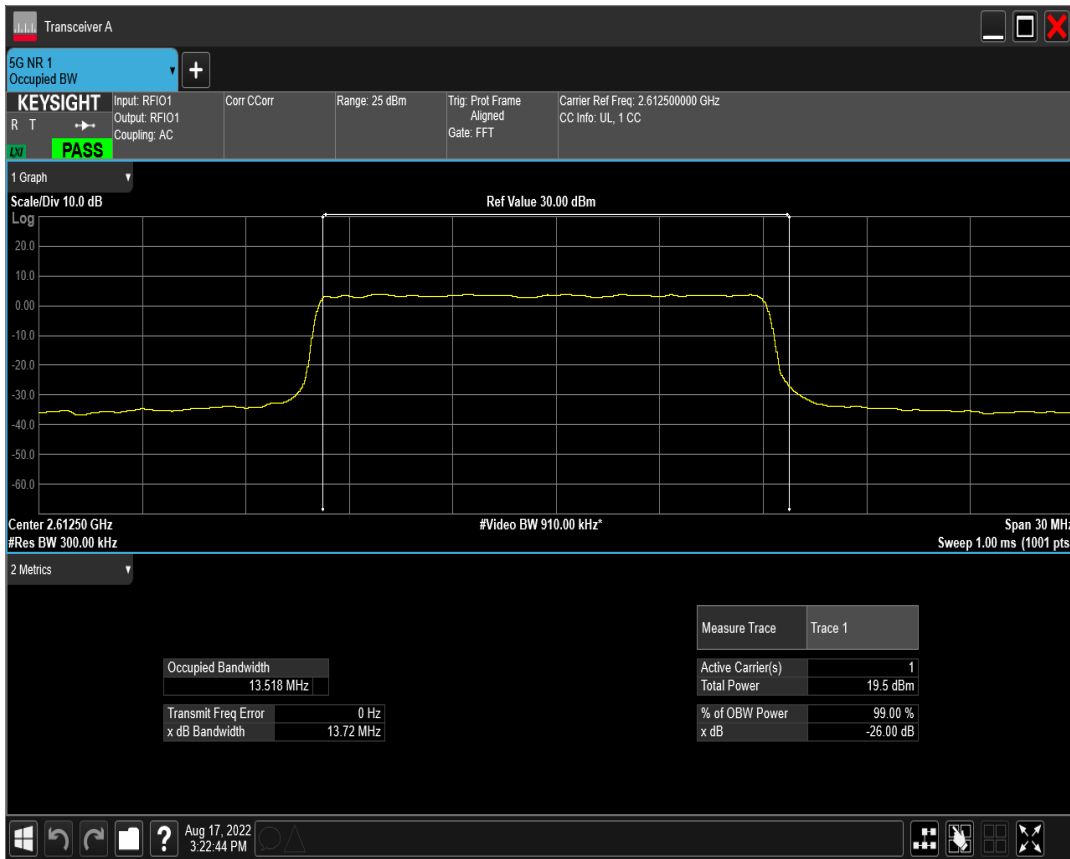 Transceiver A
5G NR 1
Occupied BW
+
KEYSIGHT
R T
LXI
PASS
Input: RFIO1
Output: RFIO1
Coupling: AC
Corr CCorr
Range: 25 dBm
Trig: Prot Frame
Aligned
Gate: FFT
Carrier Ref Freq: 2.612500000 GHz
CC Info: UL, 1 CC
1 Graph
Scale/Div 10.0 dB
Ref Value 30.00 dBm
Log
20.0
10.0
0.00
-10.0
-20.0
-30.0
-40.0
-50.0
-60.0
Center 2.61250 GHz
#Video BW 910.00 kHz*
Span 30 MHz
#Res BW 300.00 kHz
Sweep 1.00 ms (1001 pts
2 Metrics
Measure Trace Trace 1
Occupied Bandwidth
13.518 MHz
Active Carrier(s) 1
Total Power 19.5 dBm
Transmit Freq Error 0 Hz
x dB Bandwidth 13.72 MHz
% of OBW Power 99.00 %
x dB -26.00 dB
?
Aug 17, 2022
3:22:44 PM